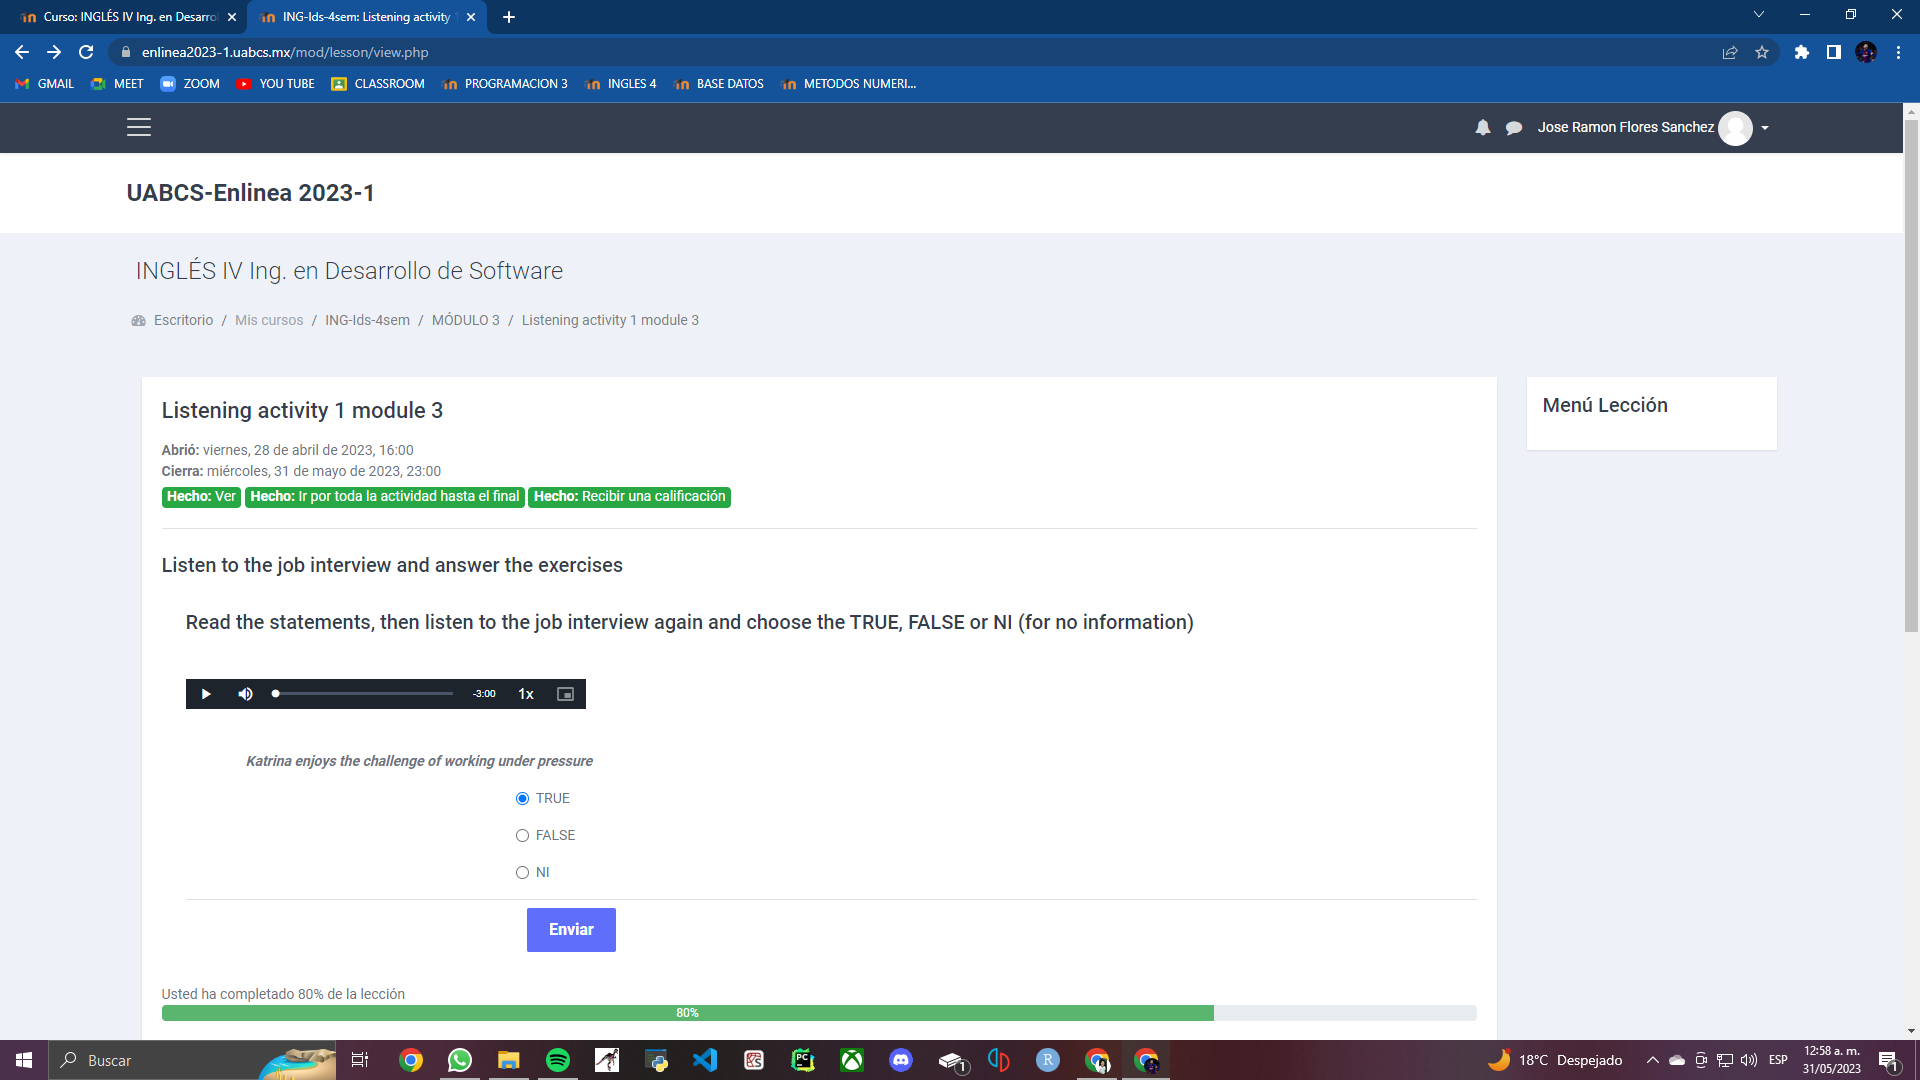 Curso: INGLÉS IV Ing. en Desarrol
ING-Ids-4sem: Listening activity 1
enlinea2023-1.uabcs.mx/mod/lesson/view.php
GMAIL MEET ZOOM YOU TUBE CLASSROOM PROGRAMACION 3 INGLES 4 BASE DATOS METODOS NUMERI...
Jose Ramon Flores Sanchez
UABCS-Enlinea 2023-1
INGLÉS IV Ing. en Desarrollo de Software
Escritorio / Mis cursos / ING-Ids-4sem / MÓDULO 3 / Listening activity 1 module 3
Listening activity 1 module 3
Menú Lección
Abrió: viernes, 28 de abril de 2023, 16:00
Cierra: miércoles, 31 de mayo de 2023, 23:00
Hecho: Ver Hecho: Ir por toda la actividad hasta el final Hecho: Recibir una calificación
Listen to the job interview and answer the exercises
Read the statements, then listen to the job interview again and choose the TRUE, FALSE or NI (for no information)
-3:00 1x
Katrina enjoys the challenge of working under pressure
TRUE
FALSE
NI
Enviar
Usted ha completado 80% de la lección
80%
Buscar
18°C Despejado
ESP
12:58 a. m.
31/05/2023